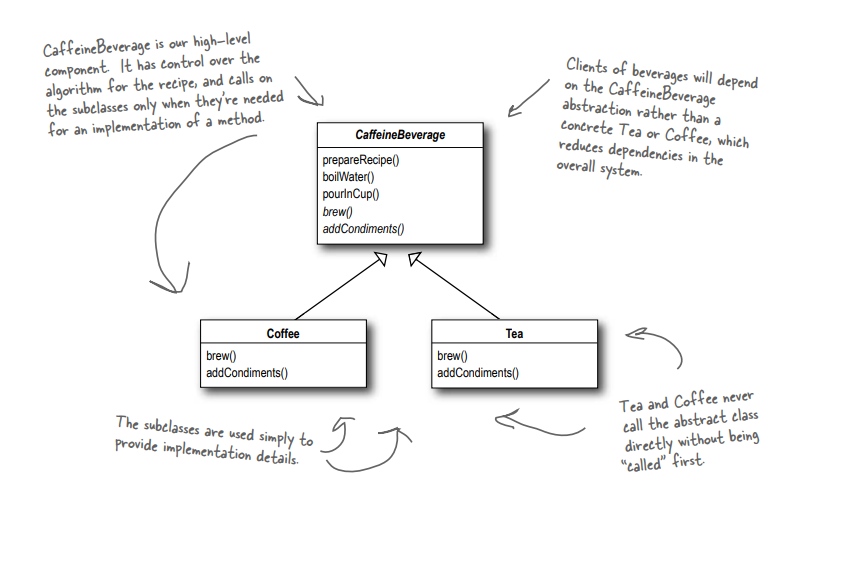 CaffeineBeverage is our high-level
component. It has control over the
algorithm for the recipe, and calls on
the subclasses only when they're needed
for an implementation of a method.
Clients of beverages will depend
on the CaffeineBeverage
abstraction rather than a
concrete Tea or Coffee, which
reduces dependencies in the
overall system.
CaffeineBeverage
prepareRecipe()
boilWater()
pourInCup()
brew()
addCondiments()
Coffee
brew()
addCondiments()
Tea
brew()
addCondiments()
The subclasses are used simply to
provide implementation details.
Tea and Coffee never
call the abstract class
directly without being
“called” first.